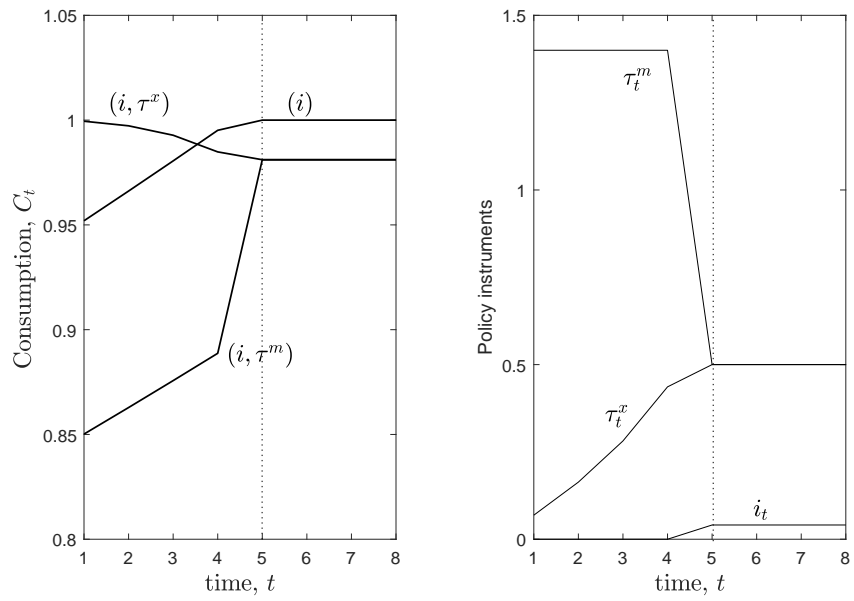 1.05
1
0.95
0.9
0.85
0.8
Consumption, C_t
(i, τ^x)
(i)
(i, τ^m)
1 2 3 4 5 6 7 8
time, t
1.5
1
0.5
0
Policy instruments
τ_t^m
τ_t^x
i_t
1 2 3 4 5 6 7 8
time, t